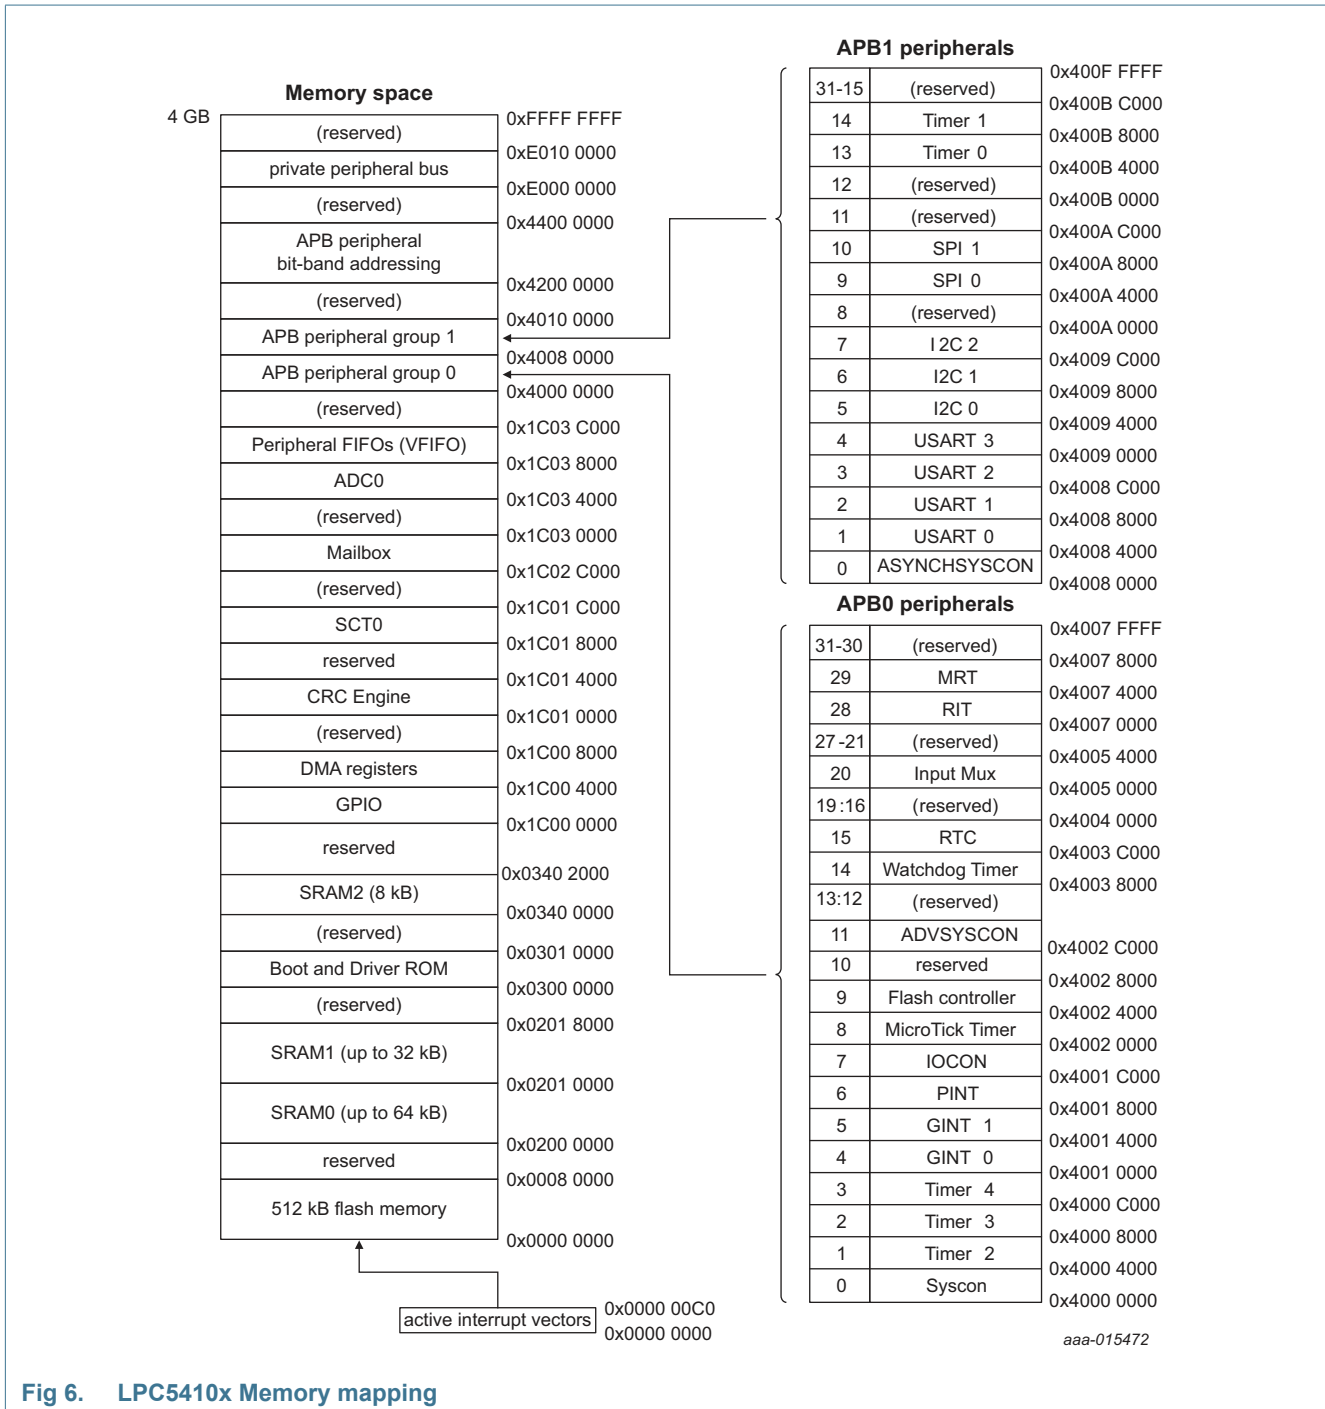 Memory space
4 GB
0xFFFF FFFF
(reserved)
0xE010 0000
private peripheral bus
0xE000 0000
(reserved)
0x4400 0000
APB peripheral
bit-band addressing
0x4200 0000
(reserved)
0x4010 0000
APB peripheral group 1
0x4008 0000
APB peripheral group 0
0x4000 0000
(reserved)
0x1C03 C000
Peripheral FIFOs (VFIFO)
0x1C03 8000
ADC0
0x1C03 4000
(reserved)
0x1C03 0000
Mailbox
0x1C02 C000
(reserved)
0x1C01 C000
SCT0
0x1C01 8000
reserved
0x1C01 4000
CRC Engine
0x1C01 0000
(reserved)
0x1C00 8000
DMA registers
0x1C00 4000
GPIO
0x1C00 0000
reserved
0x0340 2000
SRAM2 (8 kB)
0x0340 0000
(reserved)
0x0301 0000
Boot and Driver ROM
0x0300 0000
(reserved)
0x0201 8000
SRAM1 (up to 32 kB)
0x0201 0000
SRAM0 (up to 64 kB)
0x0200 0000
reserved
0x0008 0000
512 kB flash memory
0x0000 0000
active interrupt vectors
0x0000 00C0
0x0000 0000
APB1 peripherals
0x400F FFFF
31-15 (reserved)
0x400B C000
14 Timer 1
0x400B 8000
13 Timer 0
0x400B 4000
12 (reserved)
0x400B 0000
11 (reserved)
0x400A C000
10 SPI 1
0x400A 8000
9 SPI 0
0x400A 4000
8 (reserved)
0x400A 0000
7 I2C 2
0x4009 C000
6 I2C 1
0x4009 8000
5 I2C 0
0x4009 4000
4 USART 3
0x4009 0000
3 USART 2
0x4008 C000
2 USART 1
0x4008 8000
1 USART 0
0x4008 4000
0 ASYNCHSYSCON
0x4008 0000
APB0 peripherals
0x4007 FFFF
31-30 (reserved)
0x4007 8000
29 MRT
0x4007 4000
28 RIT
0x4007 0000
27-21 (reserved)
0x4005 4000
20 Input Mux
0x4005 0000
19:16 (reserved)
0x4004 0000
15 RTC
0x4003 C000
14 Watchdog Timer
0x4003 8000
13:12 (reserved)
11 ADVSYSCON
0x4002 C000
10 reserved
0x4002 8000
9 Flash controller
0x4002 4000
8 MicroTick Timer
0x4002 0000
7 IOCON
0x4001 C000
6 PINT
0x4001 8000
5 GINT 1
0x4001 4000
4 GINT 0
0x4001 0000
3 Timer 4
0x4000 C000
2 Timer 3
0x4000 8000
1 Timer 2
0x4000 4000
0 Syscon
0x4000 0000
aaa-015472
Fig 6. LPC5410x Memory mapping